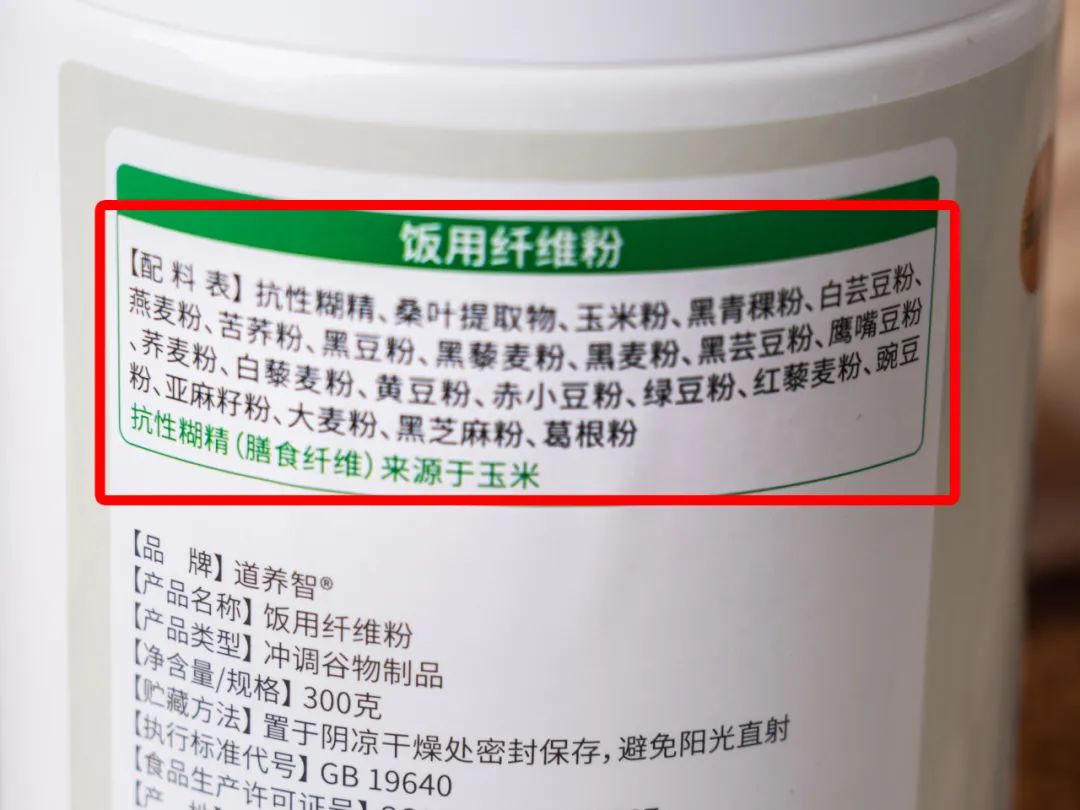 饭用纤维粉
【配 料 表】抗性糊精、桑叶提取物、玉米粉、黑青稞粉、白芸豆粉、
燕麦粉、苦荞粉、黑豆粉、黑藜麦粉、黑麦粉、黑芸豆粉、鹰嘴豆粉
、荞麦粉、白藜麦粉、黄豆粉、赤小豆粉、绿豆粉、红藜麦粉、豌豆
粉、亚麻籽粉、大麦粉、黑芝麻粉、葛根粉
抗性糊精(膳食纤维)来源于玉米
【品 牌】道养智®
【产品名称】饭用纤维粉
【产品类型】冲调谷物制品
【净含量/规格】300克
【贮藏方法】置于阴凉干燥处密封保存,避免阳光直射
【执行标准代号】GB 19640
【食品生产许可证号】